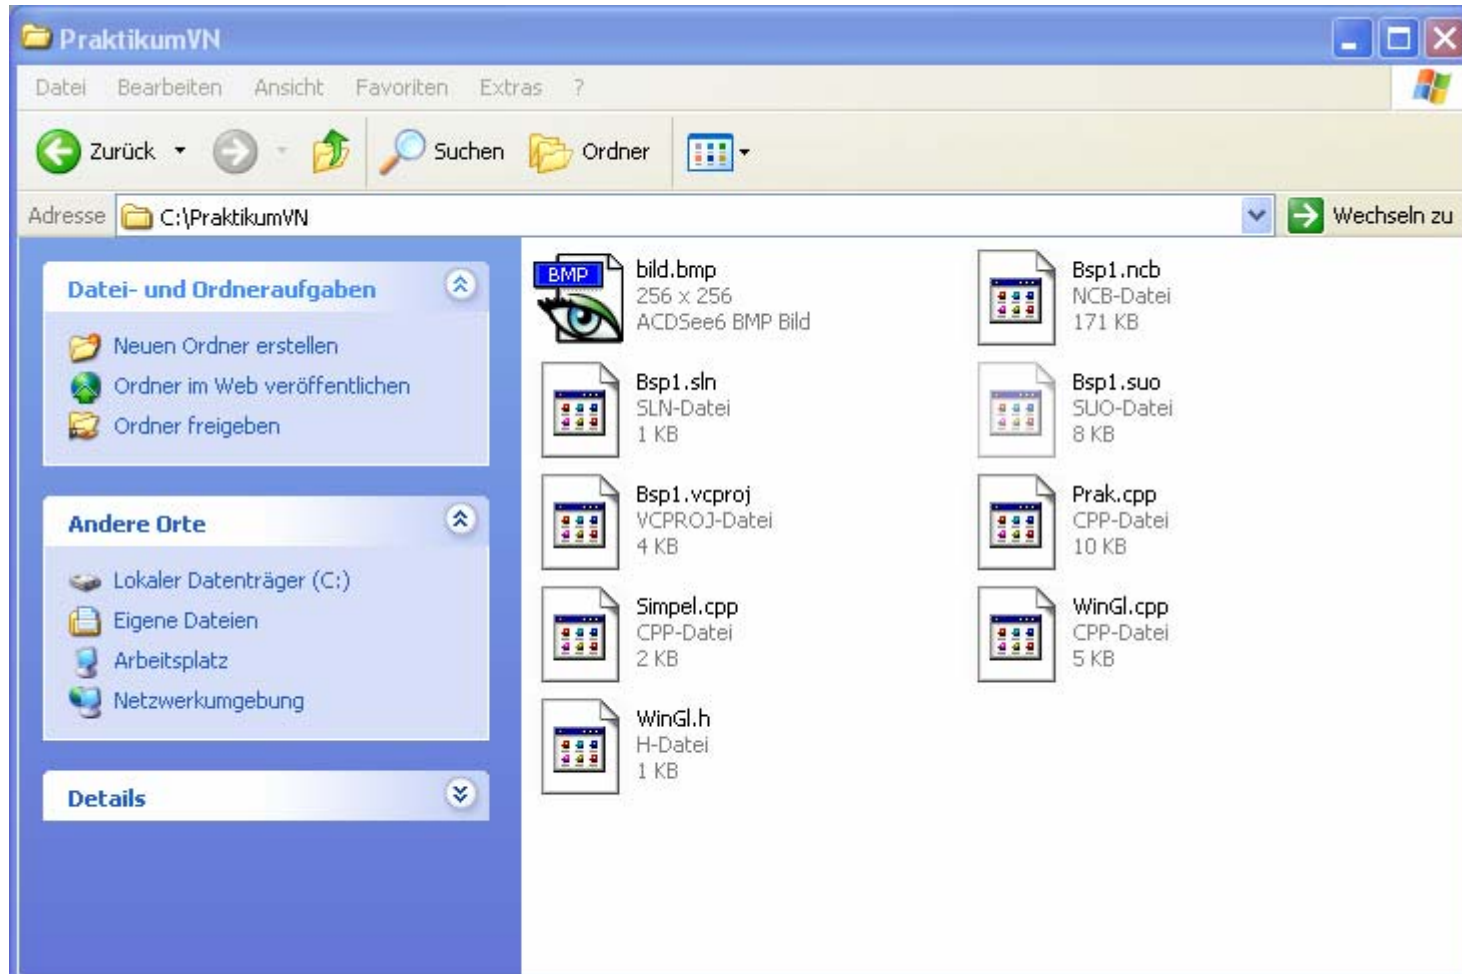 PraktikumVN
Datei Bearbeiten Ansicht Favoriten Extras ?
Zurück Suchen Ordner
Adresse C:\PraktikumVN Wechseln zu
Datei- und Ordneraufgaben
Neuen Ordner erstellen
Ordner im Web veröffentlichen
Ordner freigeben
Andere Orte
Lokaler Datenträger (C:)
Eigene Dateien
Arbeitsplatz
Netzwerkumgebung
Details
BMP
bild.bmp
256 x 256
ACDSee6 BMP Bild
Bsp1.ncb
NCB-Datei
171 KB
Bsp1.sln
SLN-Datei
1 KB
Bsp1.suo
SUO-Datei
8 KB
Bsp1.vcproj
VCPROJ-Datei
4 KB
Prak.cpp
CPP-Datei
10 KB
Simpel.cpp
CPP-Datei
2 KB
WinGl.cpp
CPP-Datei
5 KB
WinGl.h
H-Datei
1 KB